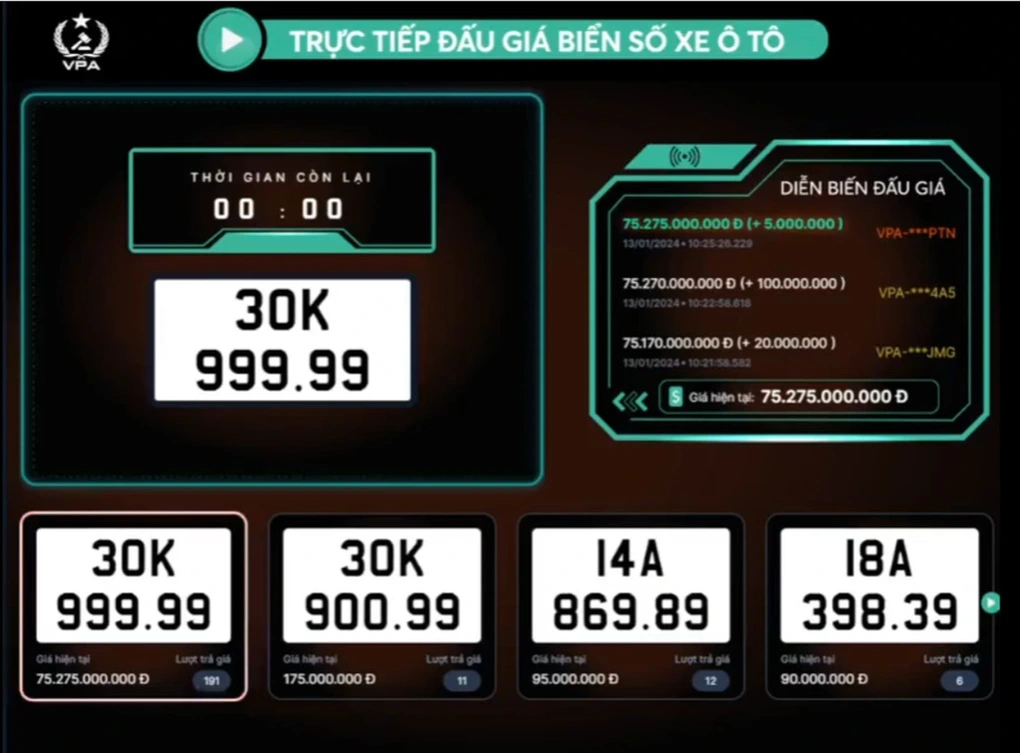 VPA
TRỰC TIẾP ĐẤU GIÁ BIỂN SỐ XE Ô TÔ
THỜI GIAN CÒN LẠI
00 : 00
30K
999.99
DIỄN BIẾN ĐẤU GIÁ
75.275.000.000 Đ (+ 5.000.000 )
VPA-***PTN
13/01/2024 • 10:25:26.229
75.270.000.000 Đ (+ 100.000.000 )
VPA-***4A5
13/01/2024 • 10:22:58.618
75.170.000.000 Đ (+ 20.000.000 )
VPA-***JMG
13/01/2024 • 10:21:58.582
$ Giá hiện tại: 75.275.000.000 Đ
30K
999.99
Giá hiện tại Lượt trả giá
75.275.000.000 Đ 191
30K
900.99
Giá hiện tại Lượt trả giá
175.000.000 Đ 11
14A
869.89
Giá hiện tại Lượt trả giá
95.000.000 Đ 12
18A
398.39
Giá hiện tại Lượt trả giá
90.000.000 Đ 6